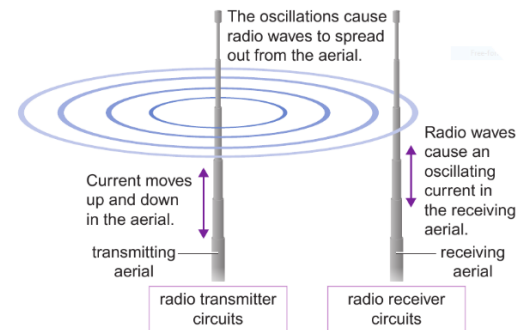 The oscillations cause
radio waves to spread
out from the aerial.
Radio waves
cause an
oscillating
current in
the receiving
aerial.
Current moves
up and down
in the aerial.
transmitting
aerial
receiving
aerial
radio transmitter
circuits
radio receiver
circuits